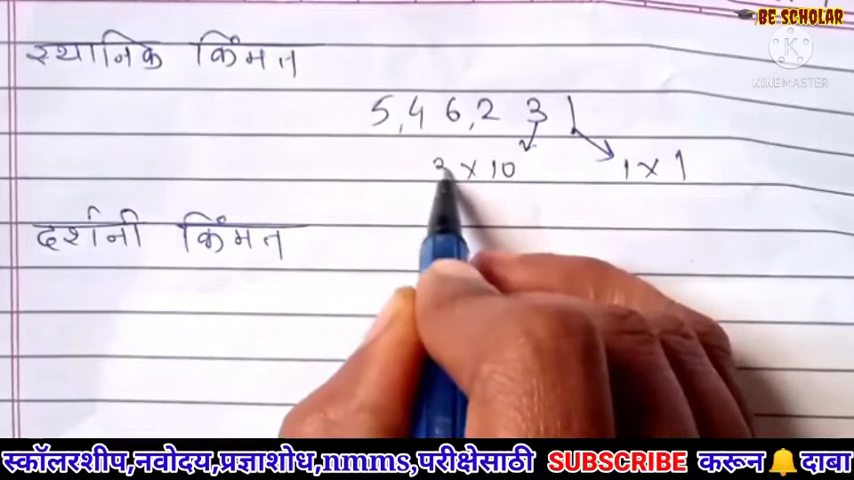 BE SCHOLAR
KINEMASTER
स्थानिक किंमत
5,4 6,2 3 1
3 x 10 1 x 1
दर्शनी किंमत
स्कॉलरशीप,नवोदय,प्रज्ञाशोध,nmms,परीक्षेसाठी SUBSCRIBE करून🔔दाबा